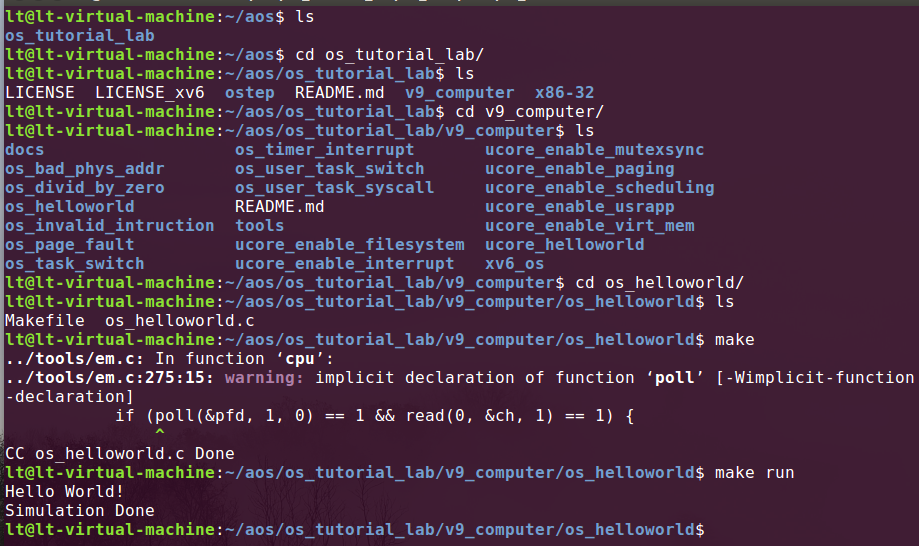 lt@lt-virtual-machine:~/aos$ ls
os_tutorial_lab
lt@lt-virtual-machine:~/aos$ cd os_tutorial_lab/
lt@lt-virtual-machine:~/aos/os_tutorial_lab$ ls
LICENSE  LICENSE_xv6  ostep  README.md  v9_computer  x86-32
lt@lt-virtual-machine:~/aos/os_tutorial_lab$ cd v9_computer/
lt@lt-virtual-machine:~/aos/os_tutorial_lab/v9_computer$ ls
docs                   os_timer_interrupt       ucore_enable_mutexsync
os_bad_phys_addr       os_user_task_switch      ucore_enable_paging
os_divid_by_zero       os_user_task_syscall     ucore_enable_scheduling
os_helloworld          README.md                ucore_enable_usrapp
os_invalid_intruction  tools                    ucore_enable_virt_mem
os_page_fault          ucore_enable_filesystem  ucore_helloworld
os_task_switch         ucore_enable_interrupt   xv6_os
lt@lt-virtual-machine:~/aos/os_tutorial_lab/v9_computer$ cd os_helloworld/
lt@lt-virtual-machine:~/aos/os_tutorial_lab/v9_computer/os_helloworld$ ls
Makefile  os_helloworld.c
lt@lt-virtual-machine:~/aos/os_tutorial_lab/v9_computer/os_helloworld$ make
../tools/em.c: In function ‘cpu’:
../tools/em.c:275:15: warning: implicit declaration of function ‘poll’ [-Wimplicit-function
-declaration]
           if (poll(&pfd, 1, 0) == 1 && read(0, &ch, 1) == 1) {
               ^
CC os_helloworld.c Done
lt@lt-virtual-machine:~/aos/os_tutorial_lab/v9_computer/os_helloworld$ make run
Hello World!
Simulation Done
lt@lt-virtual-machine:~/aos/os_tutorial_lab/v9_computer/os_helloworld$